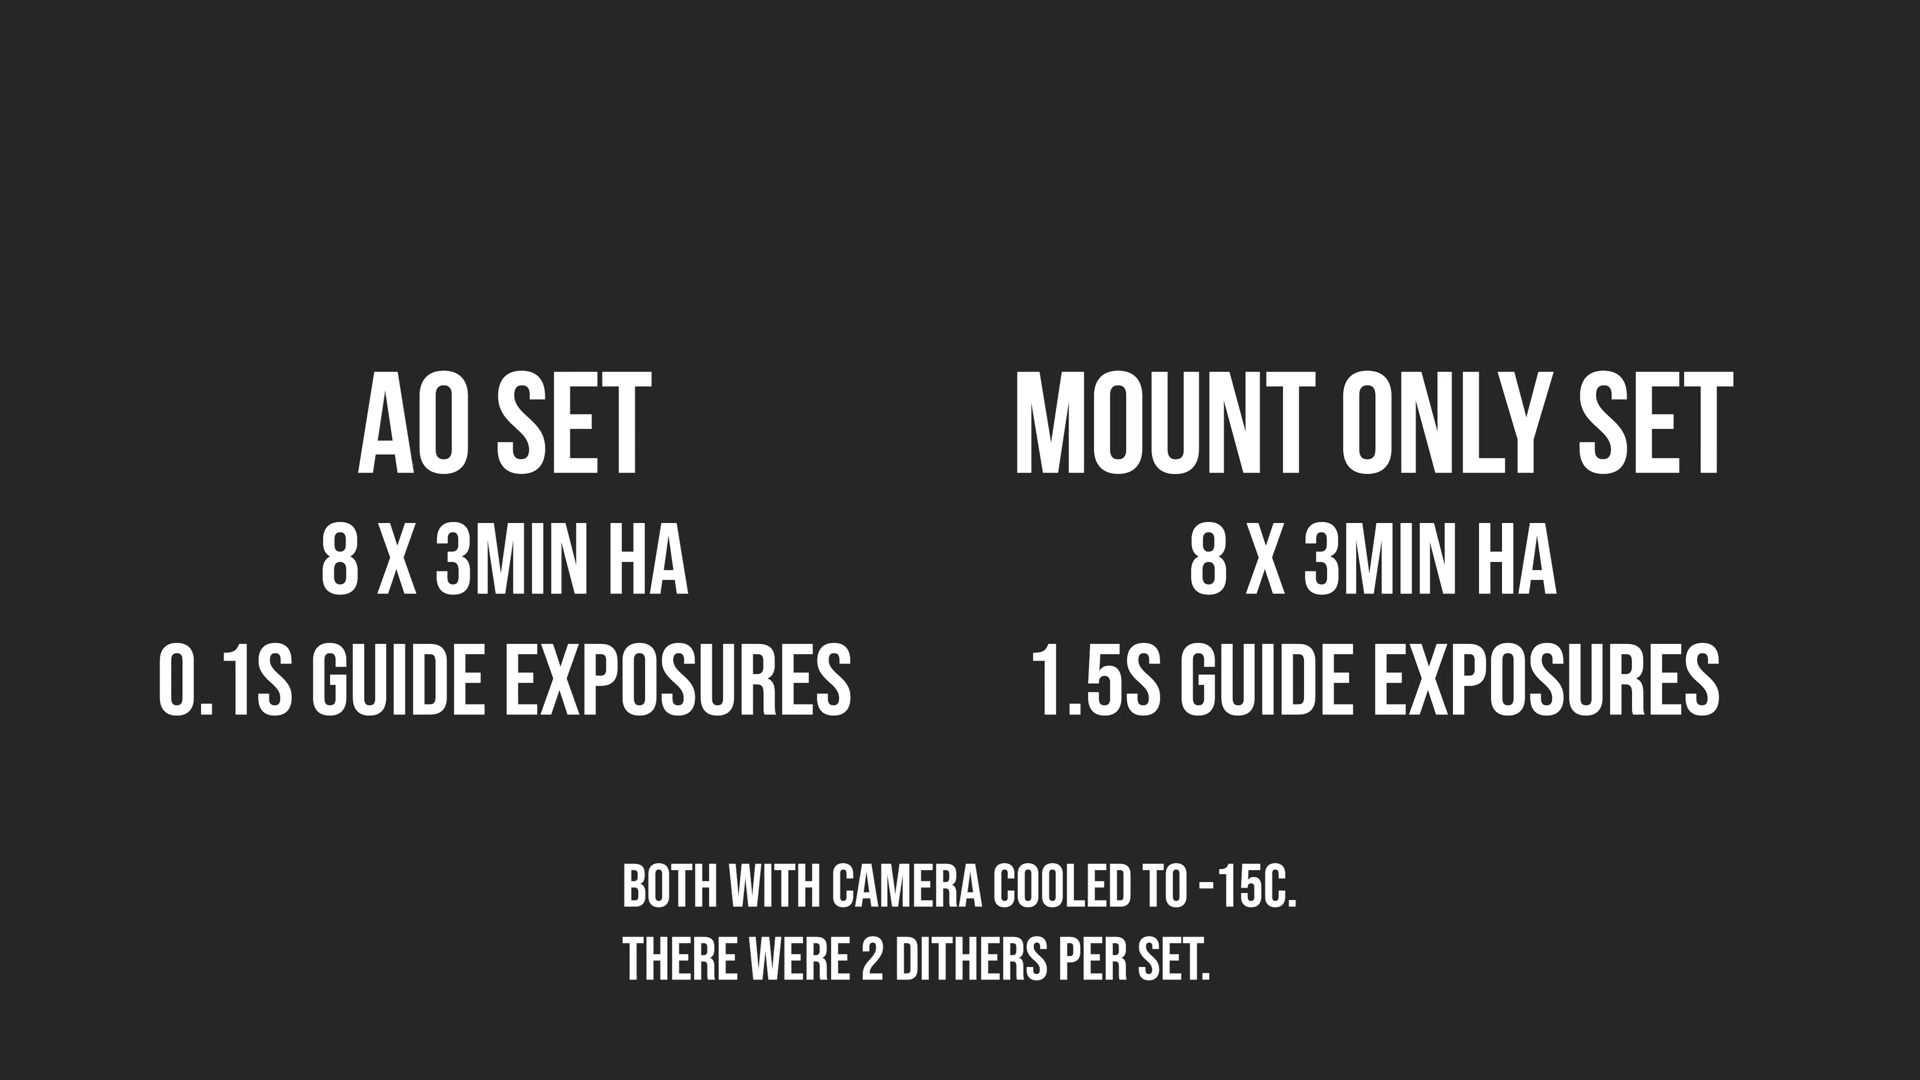 AO SET
8 X 3MIN HA
0.1S GUIDE EXPOSURES
MOUNT ONLY SET
8 X 3MIN HA
1.5S GUIDE EXPOSURES
BOTH WITH CAMERA COOLED TO -15C.
THERE WERE 2 DITHERS PER SET.